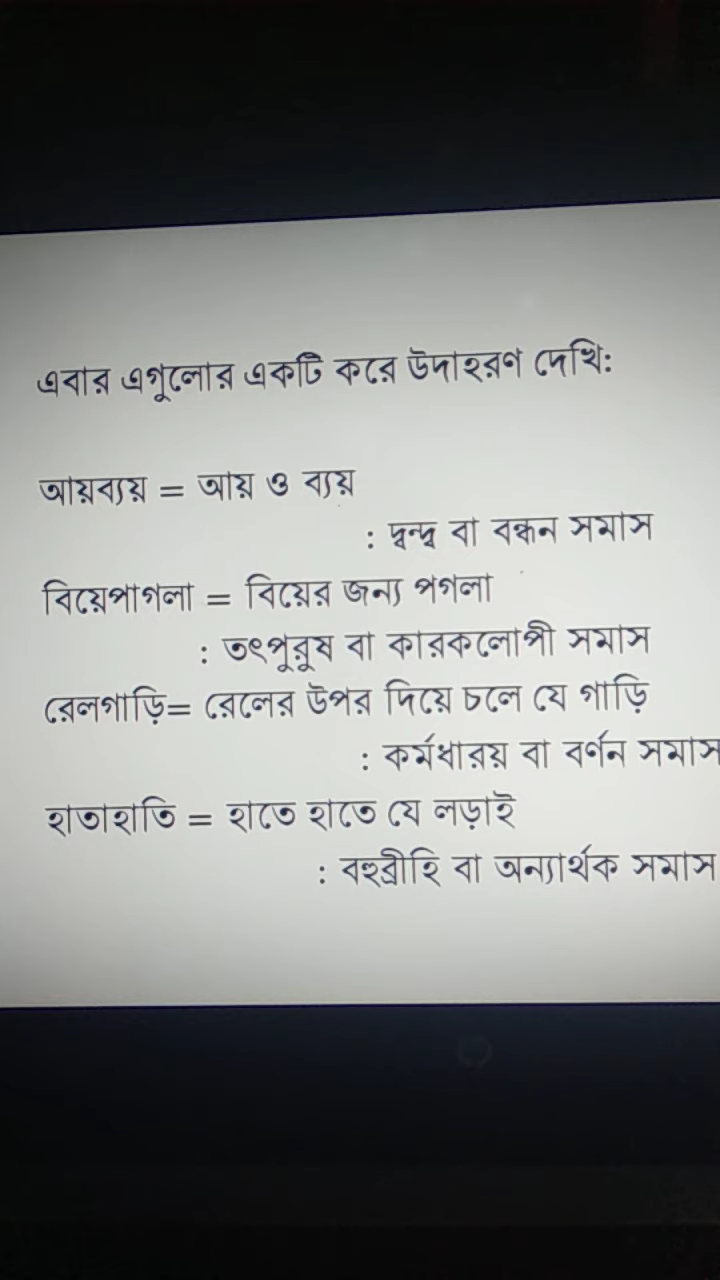 এবার এগুলোর একটি করে উদাহরণ দেখি:
আয়ব্যয় = আয় ও ব্যয়
: দ্বন্দ্ব বা বন্ধন সমাস
বিয়েপাগলা = বিয়ের জন্য পগলা
: তৎপুরুষ বা কারকলোপী সমাস
রেলগাড়ি= রেলের উপর দিয়ে চলে যে গাড়ি
: কর্মধারয় বা বর্ণন সমাস
হাতাহাতি = হাতে হাতে যে লড়াই
: বহুব্রীহি বা অন্যার্থক সমাস